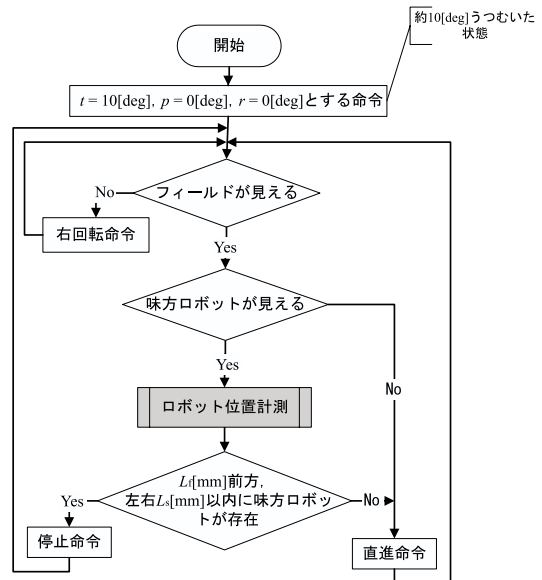 約10[deg]うつむいた
状態
開始
t = 10[deg], p = 0[deg], r = 0[deg]とする命令
フィールドが見える
No
右回転命令
Yes
味方ロボットが見える
No
Yes
ロボット位置計測
Lf[mm]前方,
左右Ls[mm]以内に味方ロボッ
トが存在
Yes
No
停止命令
直進命令